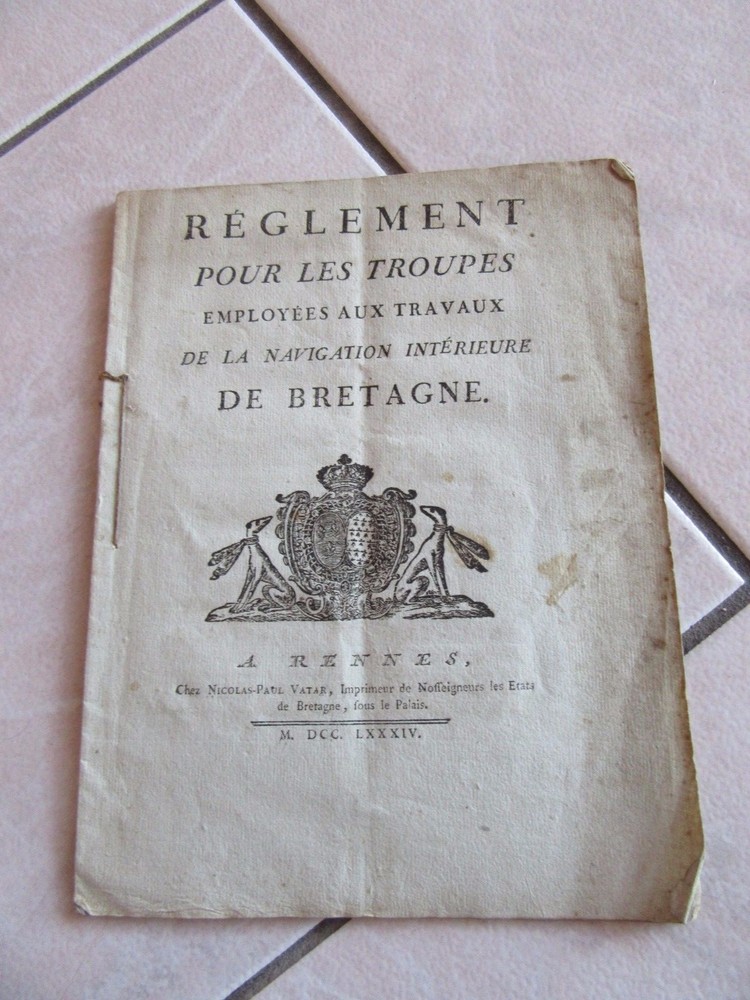 RÉGLEMENT
POUR LES TROUPES
EMPLOYÉES AUX TRAVAUX
DE LA NAVIGATION INTÉRIEURE
DE BRETAGNE.
A RENNES,
Chez NICOLAS-PAUL VATAR, Imprimeur de Noſſeigneurs les Etats
de Bretagne, ſous le Palais.
M. DCC. LXXXIV.